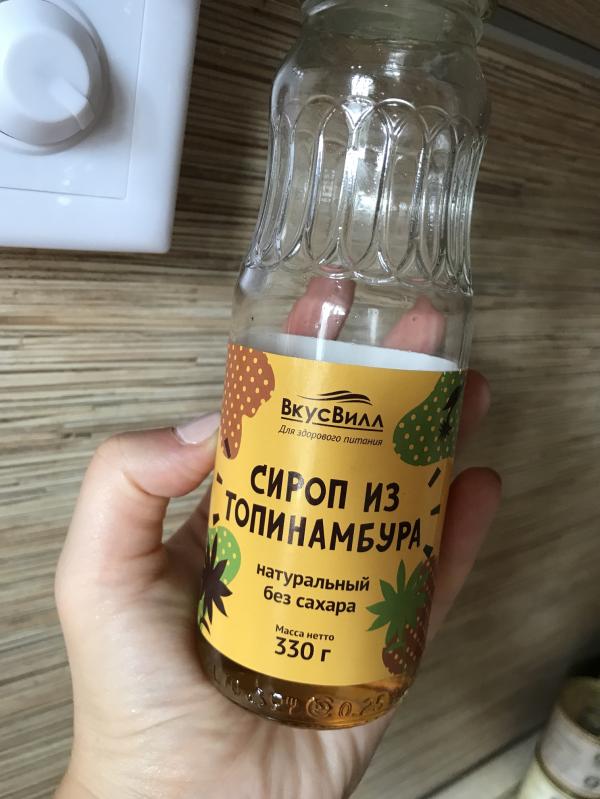 ВкусВилл
Для здорового питания
СИРОП ИЗ
ТОПИНАМБУРА
натуральный
без сахара
Масса нетто
330 г